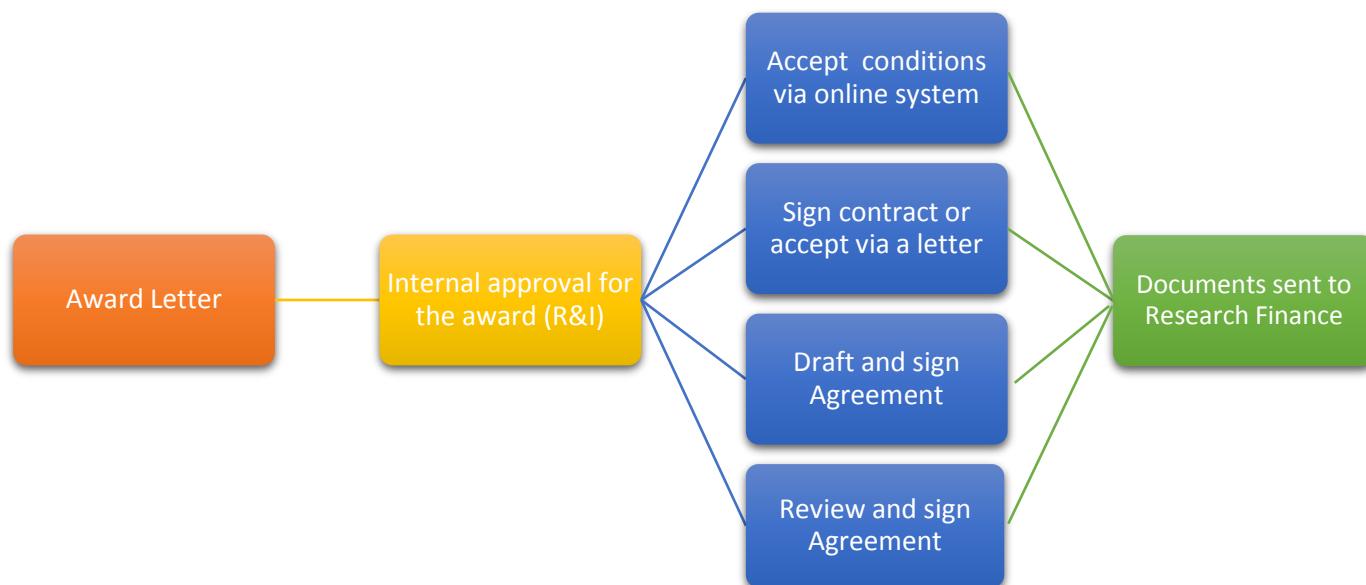 Award Letter
Internal approval for
the award (R&I)
Accept  conditions
via online system
Sign contract or
accept via a letter
Draft and sign
Agreement
Review and sign
Agreement
Documents sent to
Research Finance